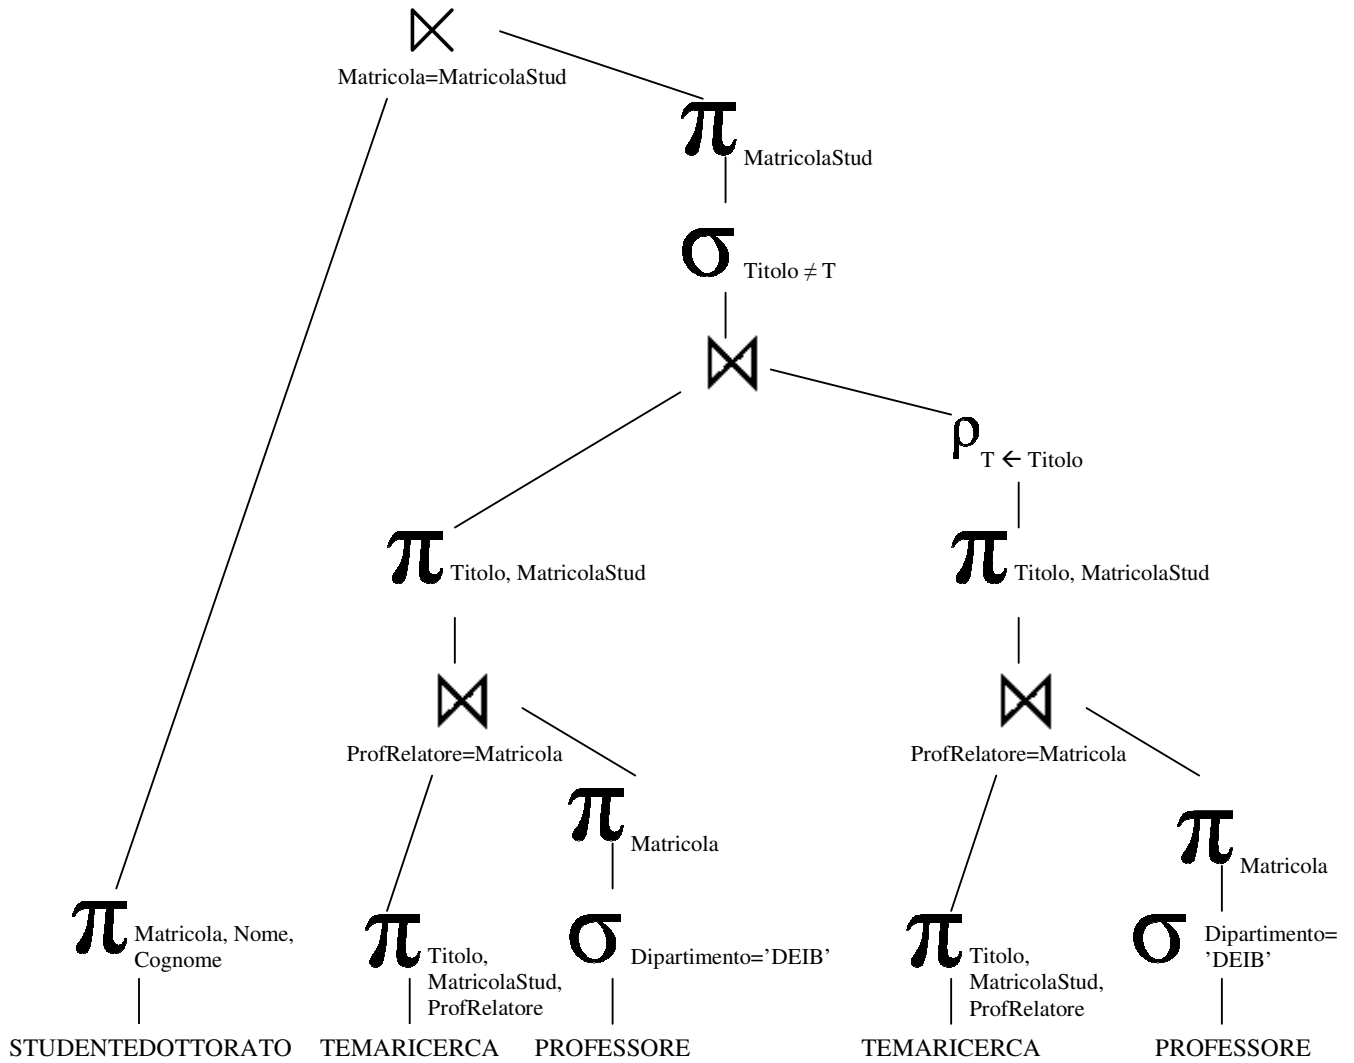 ⋉
Matricola=MatricolaStud
π MatricolaStud
σ Titolo ≠ T
⋈
ρ T ← Titolo
π Titolo, MatricolaStud
π Titolo, MatricolaStud
⋈
ProfRelatore=Matricola
⋈
ProfRelatore=Matricola
π Matricola
π Matricola
π Matricola, Nome,
Cognome
π Titolo,
MatricolaStud,
ProfRelatore
σ Dipartimento=’DEIB’
π Titolo,
MatricolaStud,
ProfRelatore
σ Dipartimento=
’DEIB’
STUDENTEDOTTORATO
TEMARICERCA
PROFESSORE
TEMARICERCA
PROFESSORE